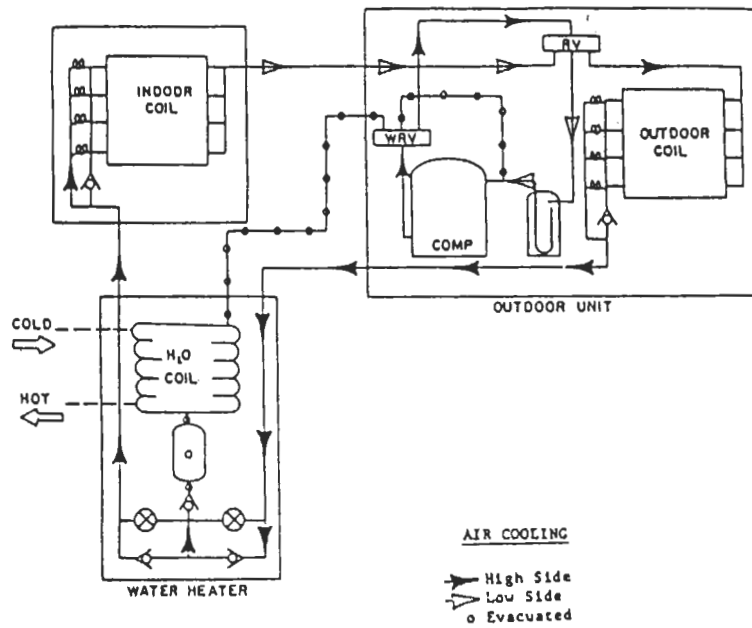 RV
INDOOR
COIL
WRV
OUTDOOR
COIL
COMP
OUTDOOR UNIT
COLD
H₂O
COIL
HOT
WATER HEATER
AIR COOLING
High Side
Low Side
Evacuated